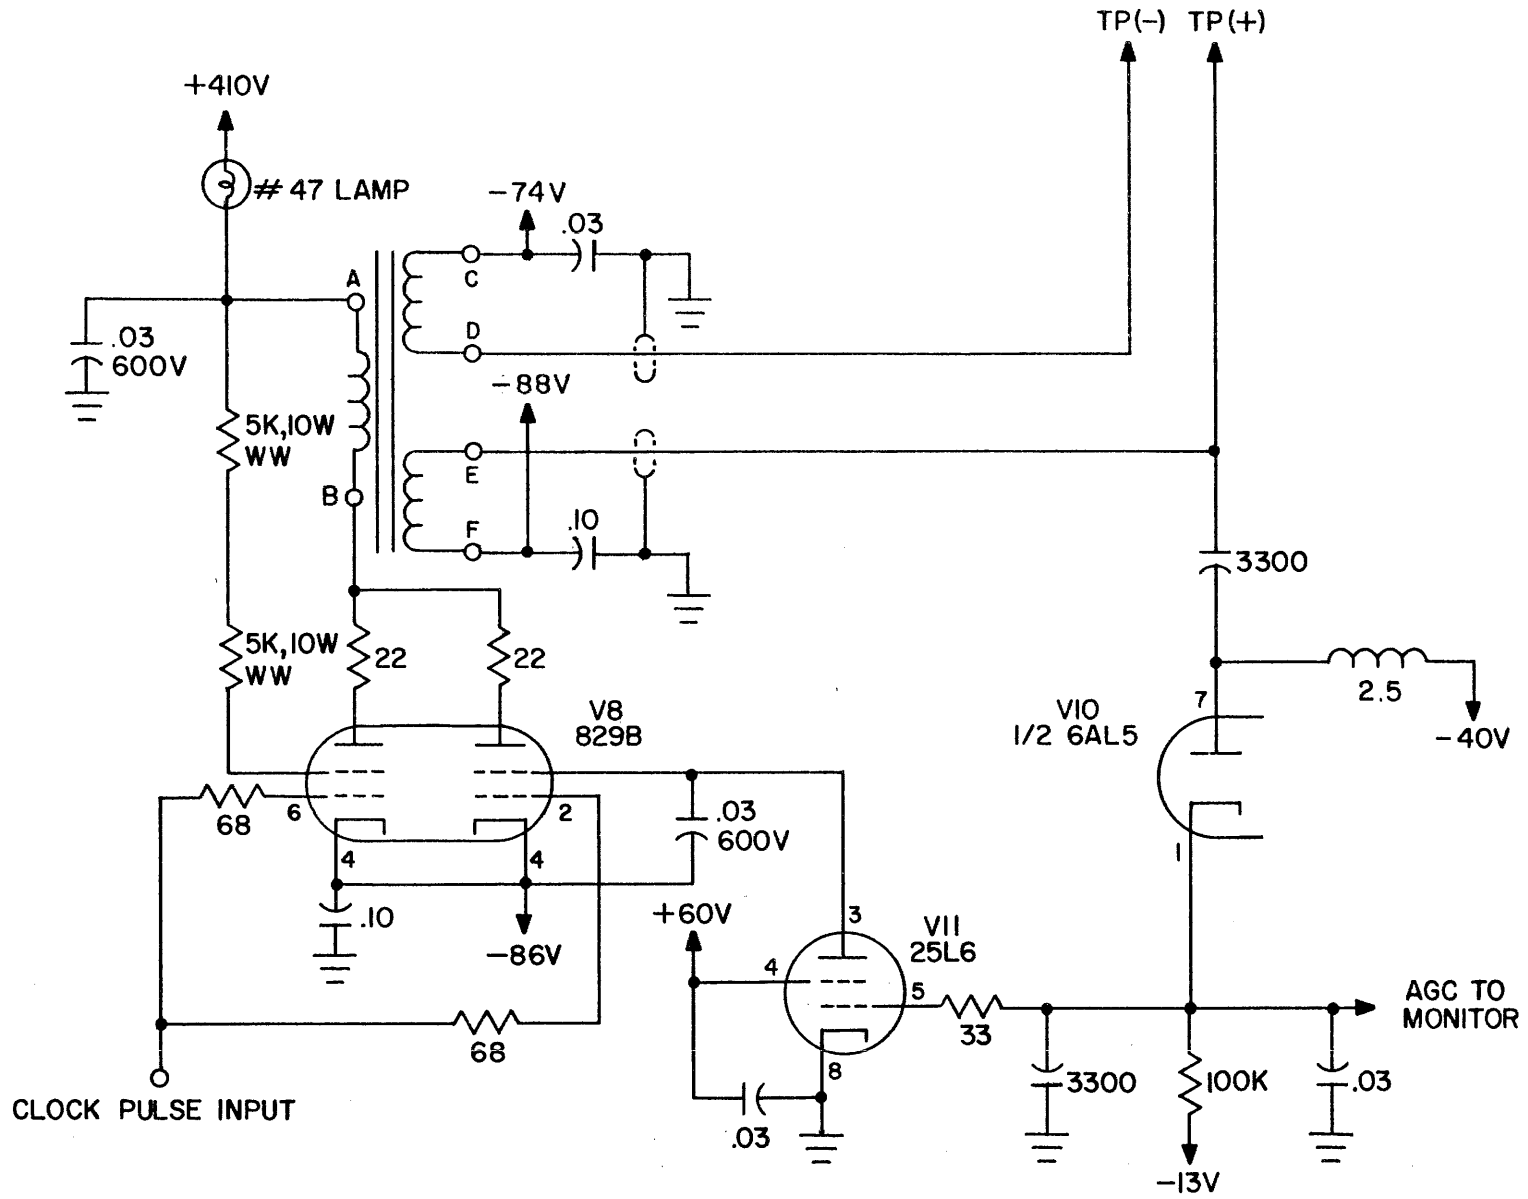 TP(-) TP(+)
+410V
# 47 LAMP
-74V
.03
A
C
D
.03
600V
-88V
5K,10W
WW
B
E
F
.10
3300
5K,10W
WW
22
22
2.5
-40V
V8
829B
7
V10
1/2 6AL5
6
2
68
.03
600V
4
4
1
.10
-86V
+60V
3
V11
25L6
4
5
33
68
8
AGC TO
MONITOR
3300
100K
.03
CLOCK PULSE INPUT
.03
-13V